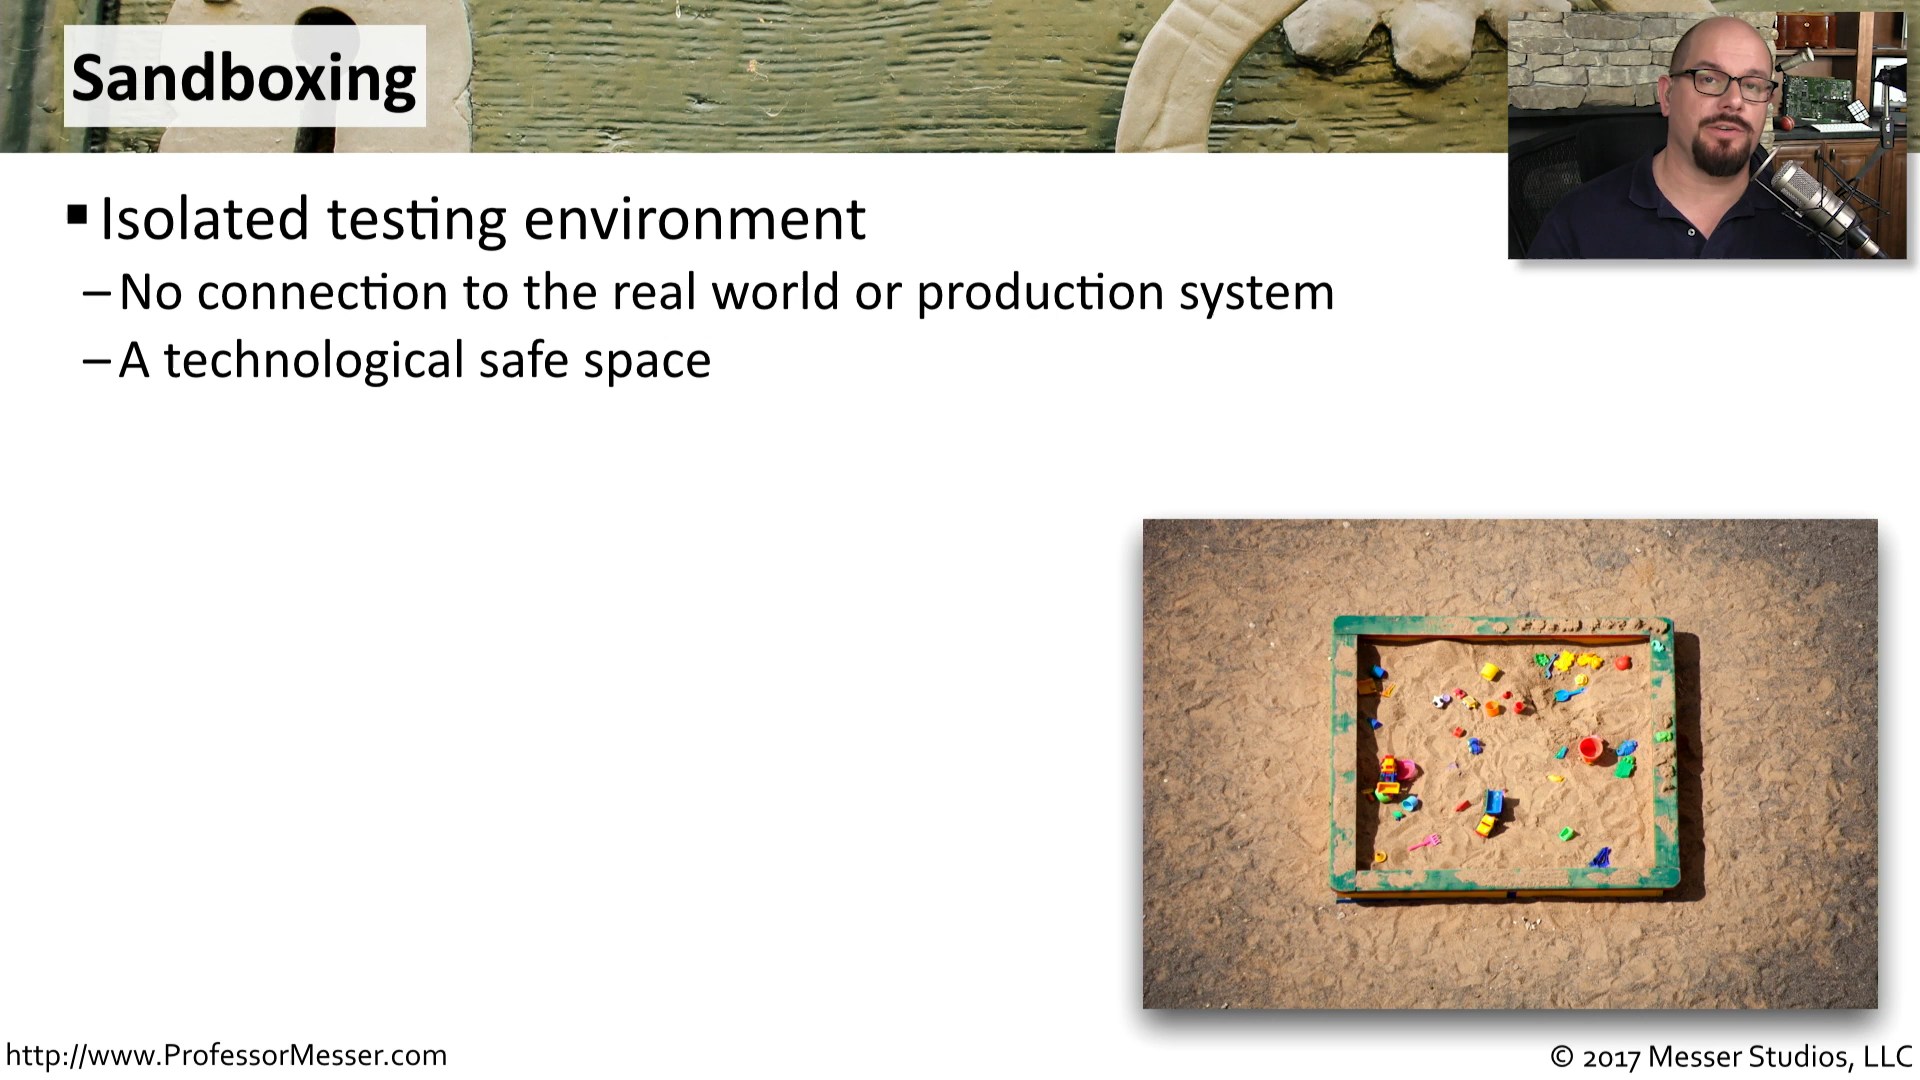 Sandboxing
▪ Isolated testing environment
– No connection to the real world or production system
– A technological safe space
http://www.ProfessorMesser.com
© 2017 Messer Studios, LLC